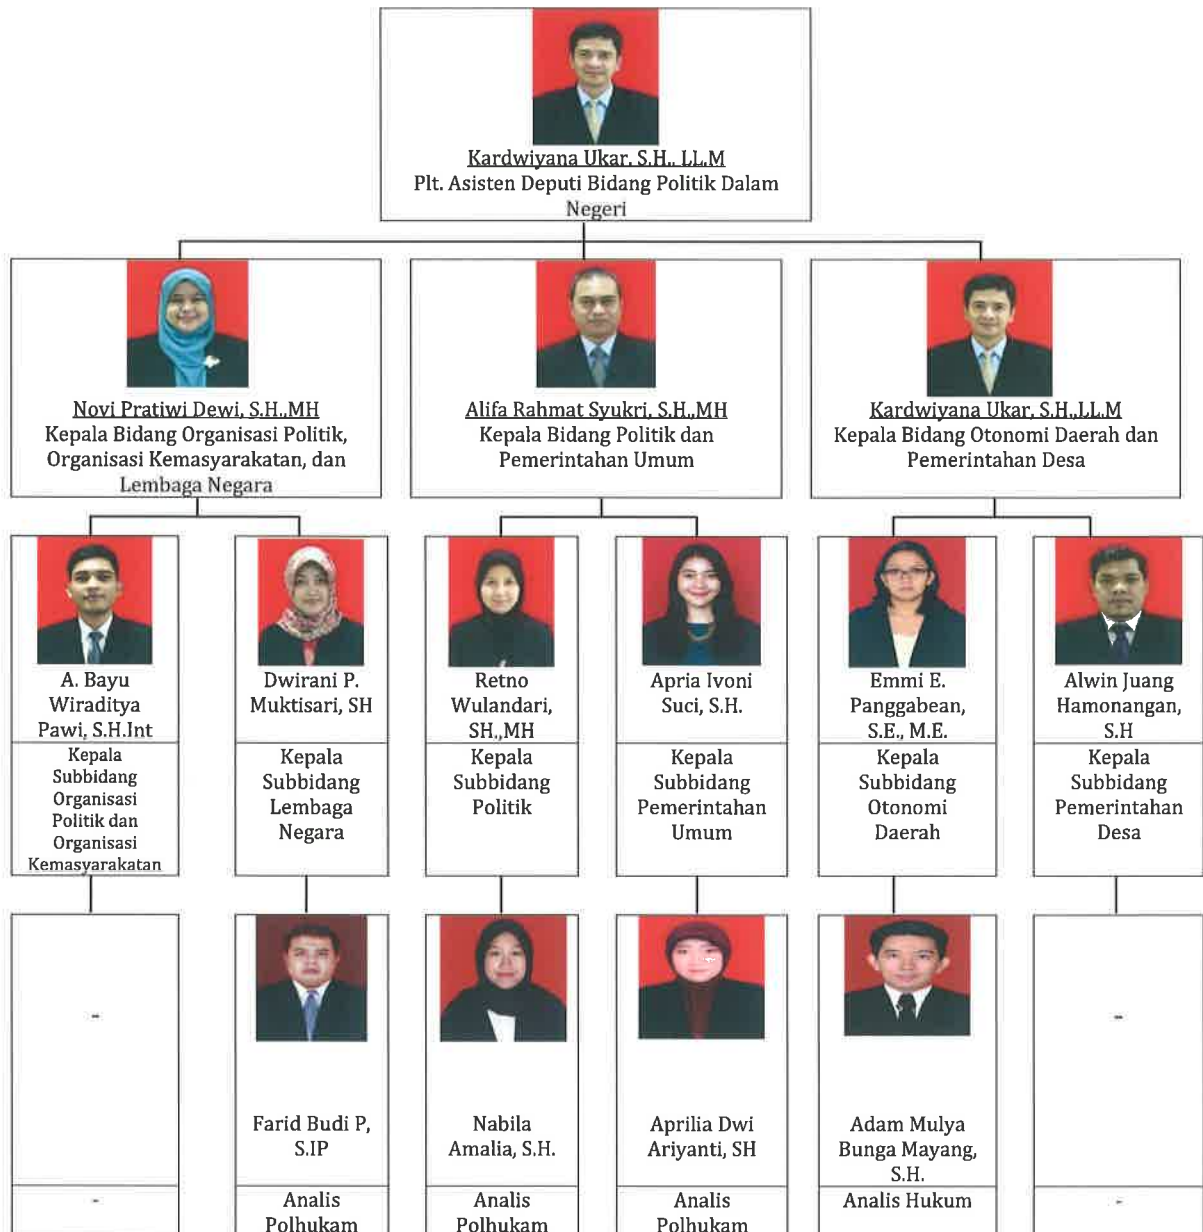 Kardwiyana Ukar, S.H., LL.M
Plt. Asisten Deputi Bidang Politik Dalam
Negeri
Novi Pratiwi Dewi, S.H.,MH
Kepala Bidang Organisasi Politik,
Organisasi Kemasyarakatan, dan
Lembaga Negara
Alifa Rahmat Syukri, S.H.,MH
Kepala Bidang Politik dan
Pemerintahan Umum
Kardwiyana Ukar, S.H.,LL.M
Kepala Bidang Otonomi Daerah dan
Pemerintahan Desa
A. Bayu
Wiraditya
Pawi, S.H.Int
Kepala
Subbidang
Organisasi
Politik dan
Organisasi
Kemasyarakatan
Dwirani P.
Muktisari, SH
Kepala
Subbidang
Lembaga
Negara
Retno
Wulandari,
SH.,MH
Kepala
Subbidang
Politik
Apria Ivoni
Suci, S.H.
Kepala
Subbidang
Pemerintahan
Umum
Emmi E.
Panggabean,
S.E., M.E.
Kepala
Subbidang
Otonomi
Daerah
Alwin Juang
Hamonangan,
S.H
Kepala
Subbidang
Pemerintahan
Desa
-
-
Farid Budi P,
S.IP
Analis
Polhukam
Nabila
Amalia, S.H.
Analis
Polhukam
Aprilia Dwi
Ariyanti, SH
Analis
Polhukam
Adam Mulya
Bunga Mayang,
S.H.
Analis Hukum
-
-